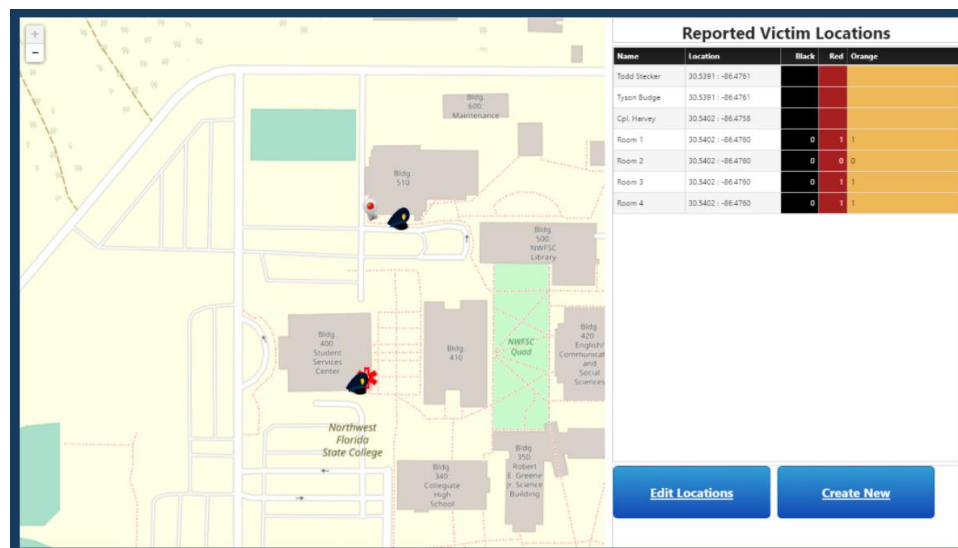 +
−
Reported Victim Locations
Name Location Black Red Orange
Todd Stecker 30.5391 : -86.4761
Tyson Budge 30.5391 : -86.4761
Cpl. Harvey 30.5402 : -86.4758
Room 1 30.5402 : -86.4760 0 1 1
Room 2 30.5402 : -86.4760 0 0 0
Room 3 30.5402 : -86.4760 0 1 1
Room 4 30.5402 : -86.4760 0 1 1
Bldg.
600:
Maintenance
Bldg.
510
Bldg.
500:
NWFSC
Library
Bldg.
400:
Student
Services
Center
Bldg.
410
NWFSC
Quad
Bldg.
420:
English/
Communicat
and
Social
Sciences
Northwest
Florida
State College
Bldg.
340:
Collegiate
High
School
Bldg.
350:
Robert
E. Greene
Jr. Science
Building
Edit Locations
Create New